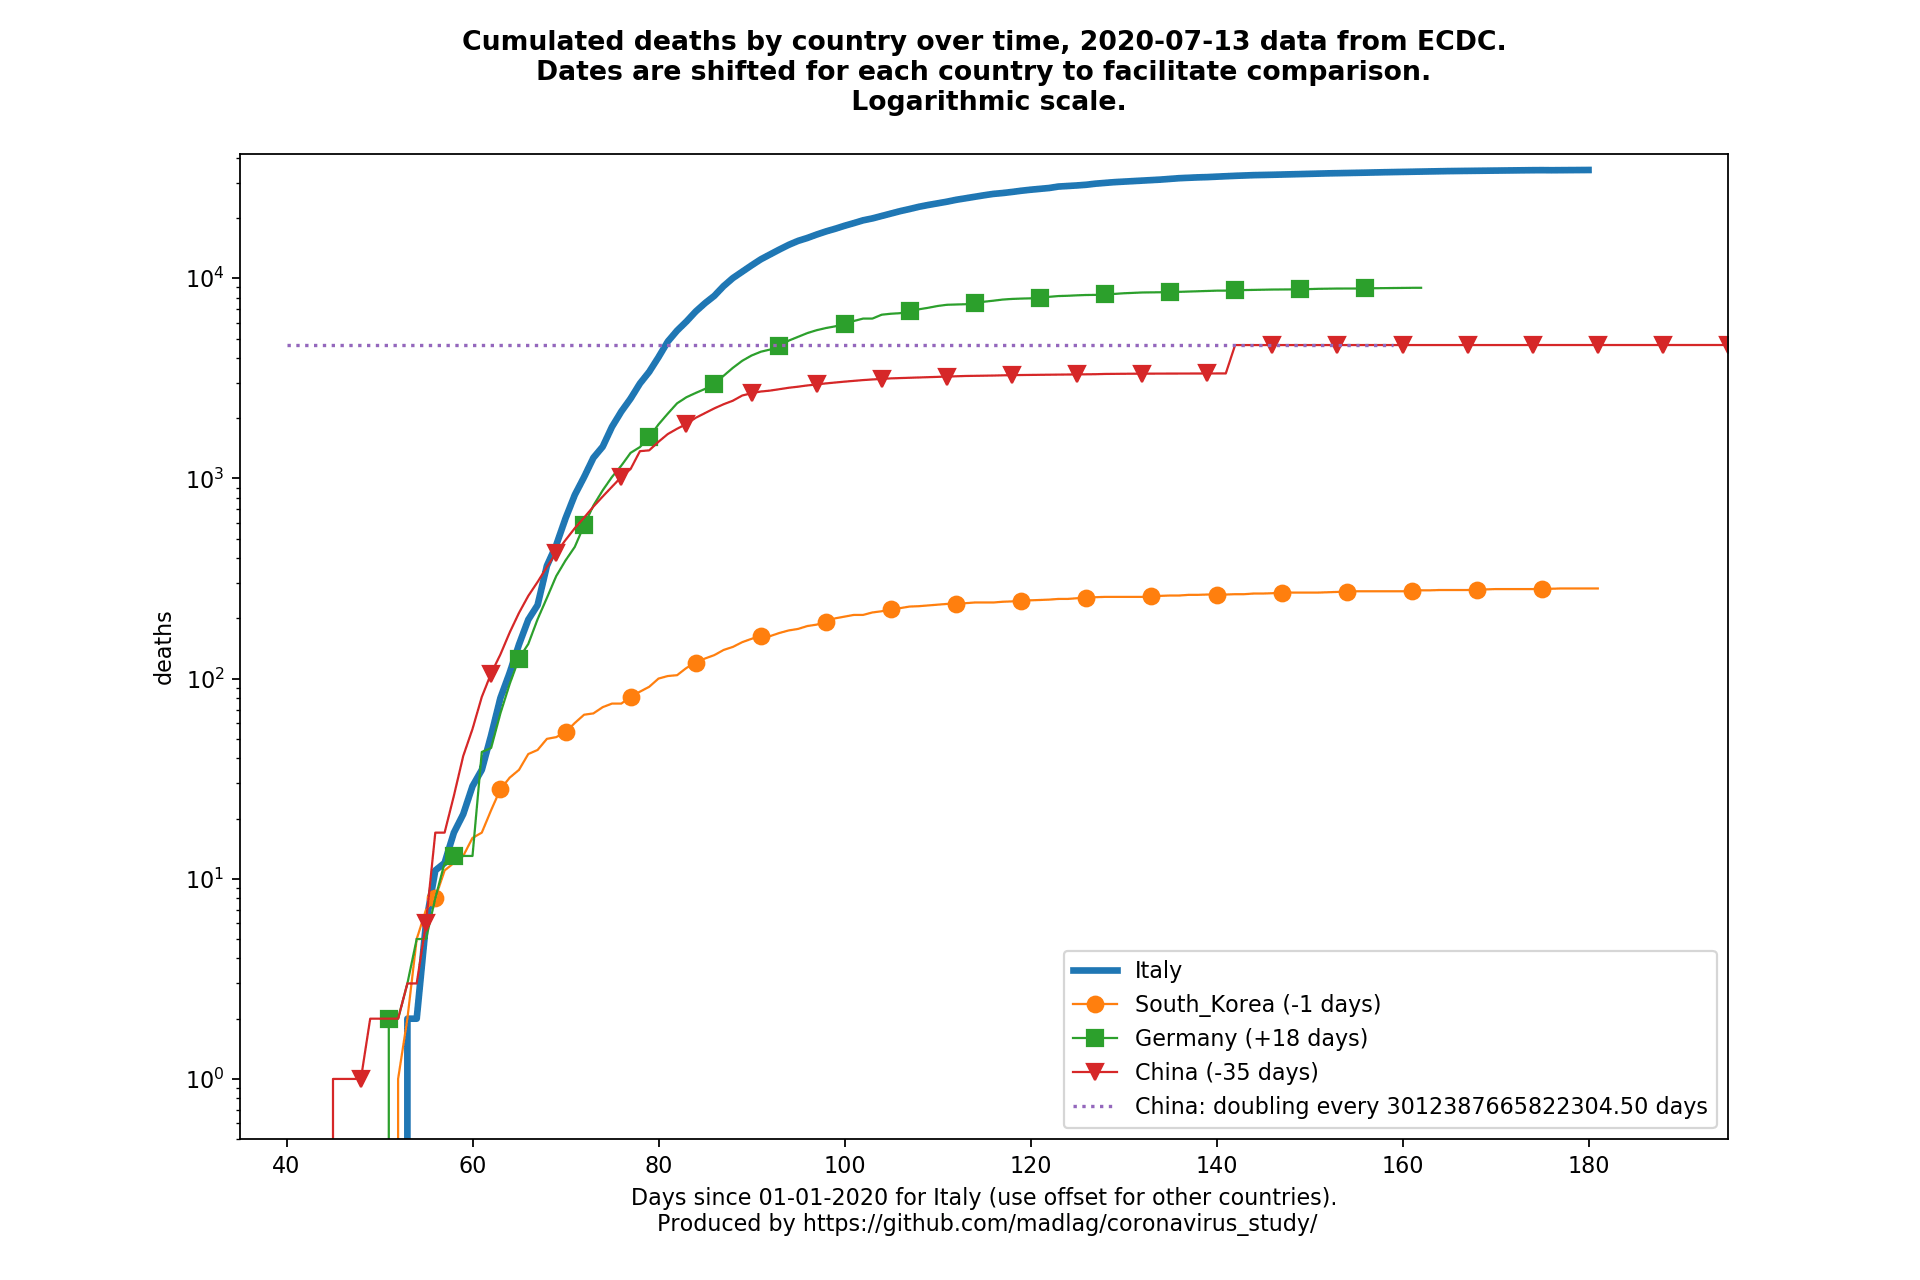 Cumulated deaths by country over time, 2020-07-13 data from ECDC.
Dates are shifted for each country to facilitate comparison.
Logarithmic scale.
deaths
10^4
10^3
10^2
10^1
10^0
40 60 80 100 120 140 160 180
Italy
South_Korea (-1 days)
Germany (+18 days)
China (-35 days)
China: doubling every 3012387665822304.50 days
Days since 01-01-2020 for Italy (use offset for other countries).
Produced by https://github.com/madlag/coronavirus_study/